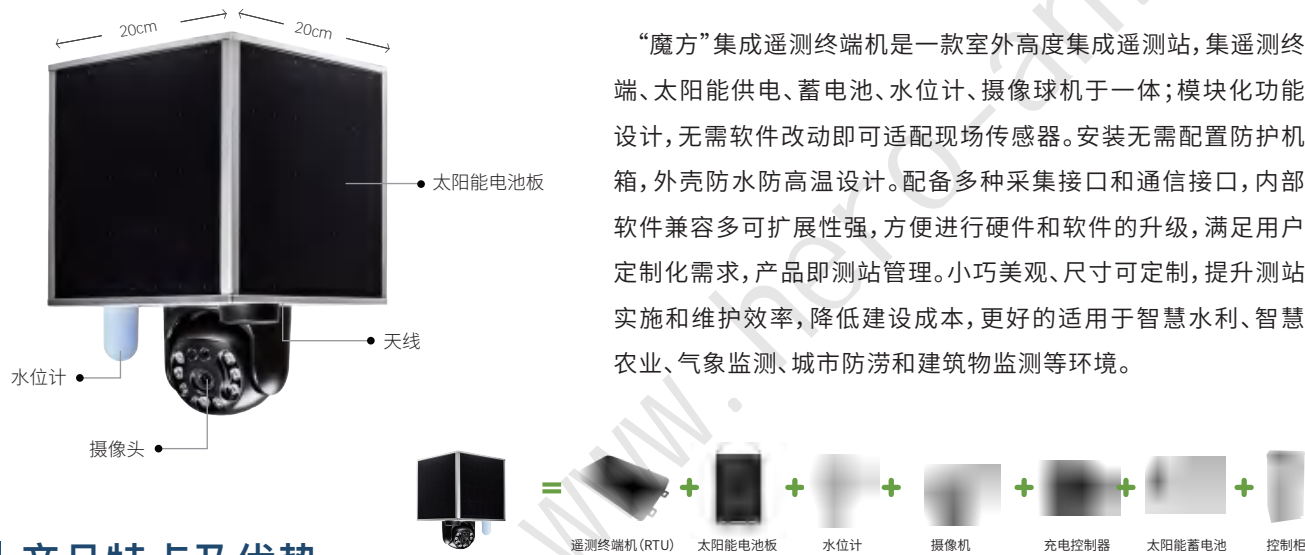 20cm
20cm
太阳能电池板
天线
水位计
摄像头
“魔方”集成遥测终端机是一款室外高度集成遥测站，集遥测终
端、太阳能供电、蓄电池、水位计、摄像球机于一体；模块化功能
设计，无需软件改动即可适配现场传感器。安装无需配置防护机
箱，外壳防水防高温设计。配备多种采集接口和通信接口，内部
软件兼容多可扩展性强，方便进行硬件和软件的升级，满足用户
定制化需求，产品即测站管理。小巧美观、尺寸可定制，提升测站
实施和维护效率，降低建设成本，更好的适用于智慧水利、智慧
农业、气象监测、城市防涝和建筑物监测等环境。
= + + + + + +
遥测终端机（RTU） 太阳能电池板 水位计 摄像机 充电控制器 太阳能蓄电池 控制柜
产品特点及优势